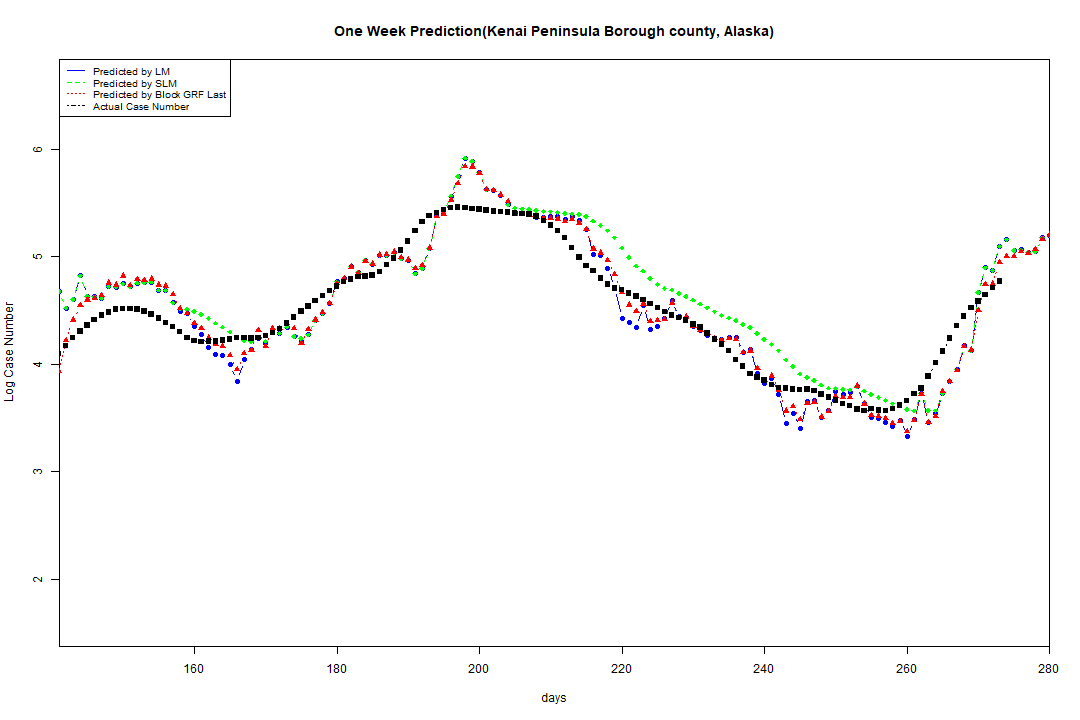 One Week Prediction(Kenai Peninsula Borough county, Alaska)
Predicted by LM
Predicted by SLM
Predicted by Block GRF Last
Actual Case Number
6
5
4
3
2
Log Case Number
160 180 200 220 240 260 280
days